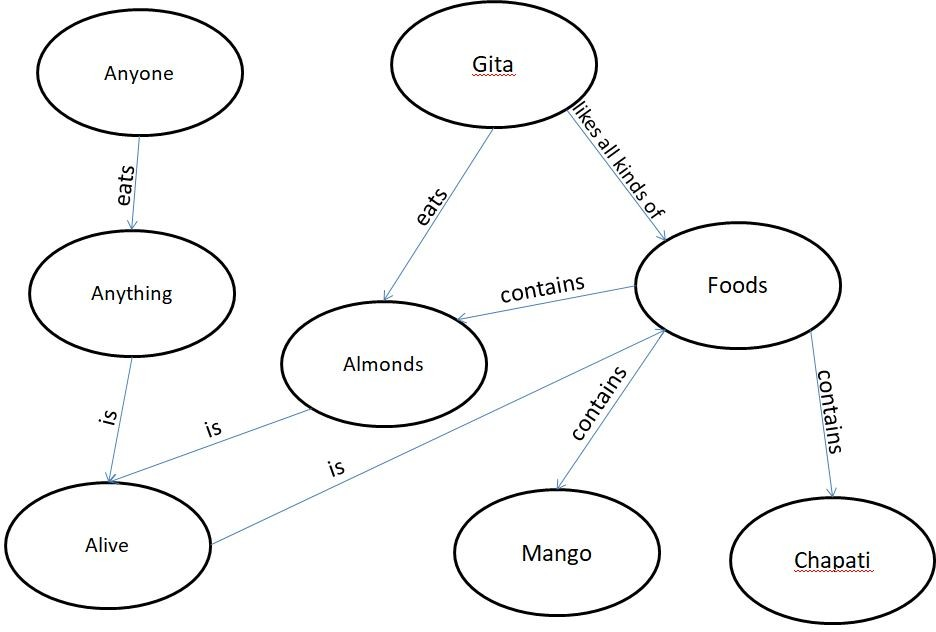 Anyone
Gita
eats
likes all kinds of
eats
Anything
contains
Foods
Almonds
is
is
is
contains
contains
Alive
Mango
Chapati